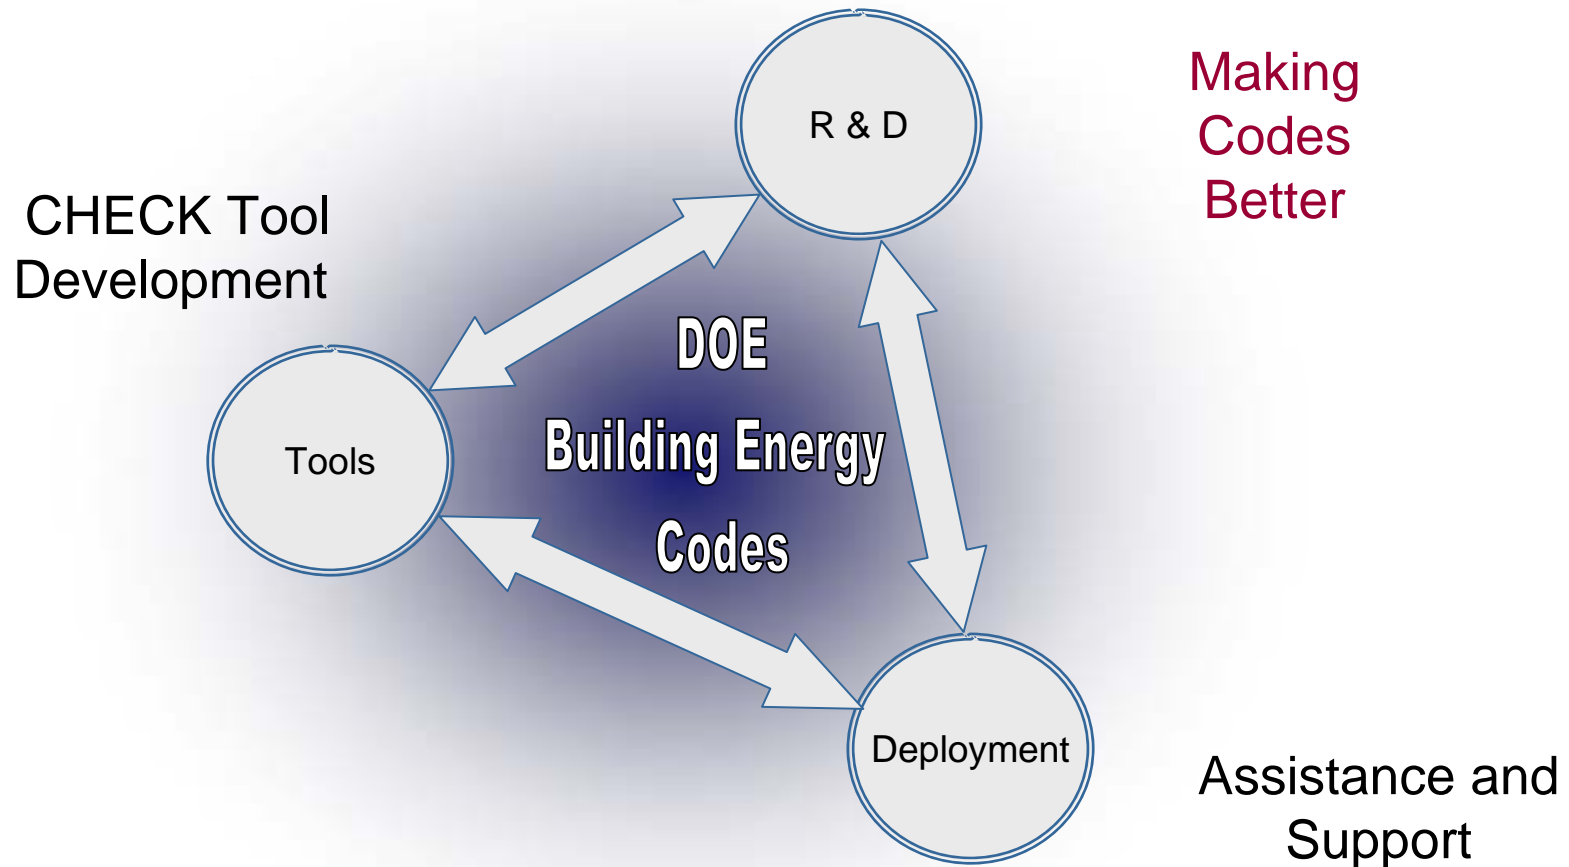 R & D
Making
Codes
Better
CHECK Tool
Development
DOE
Building Energy
Codes
Tools
Deployment
Assistance and
Support